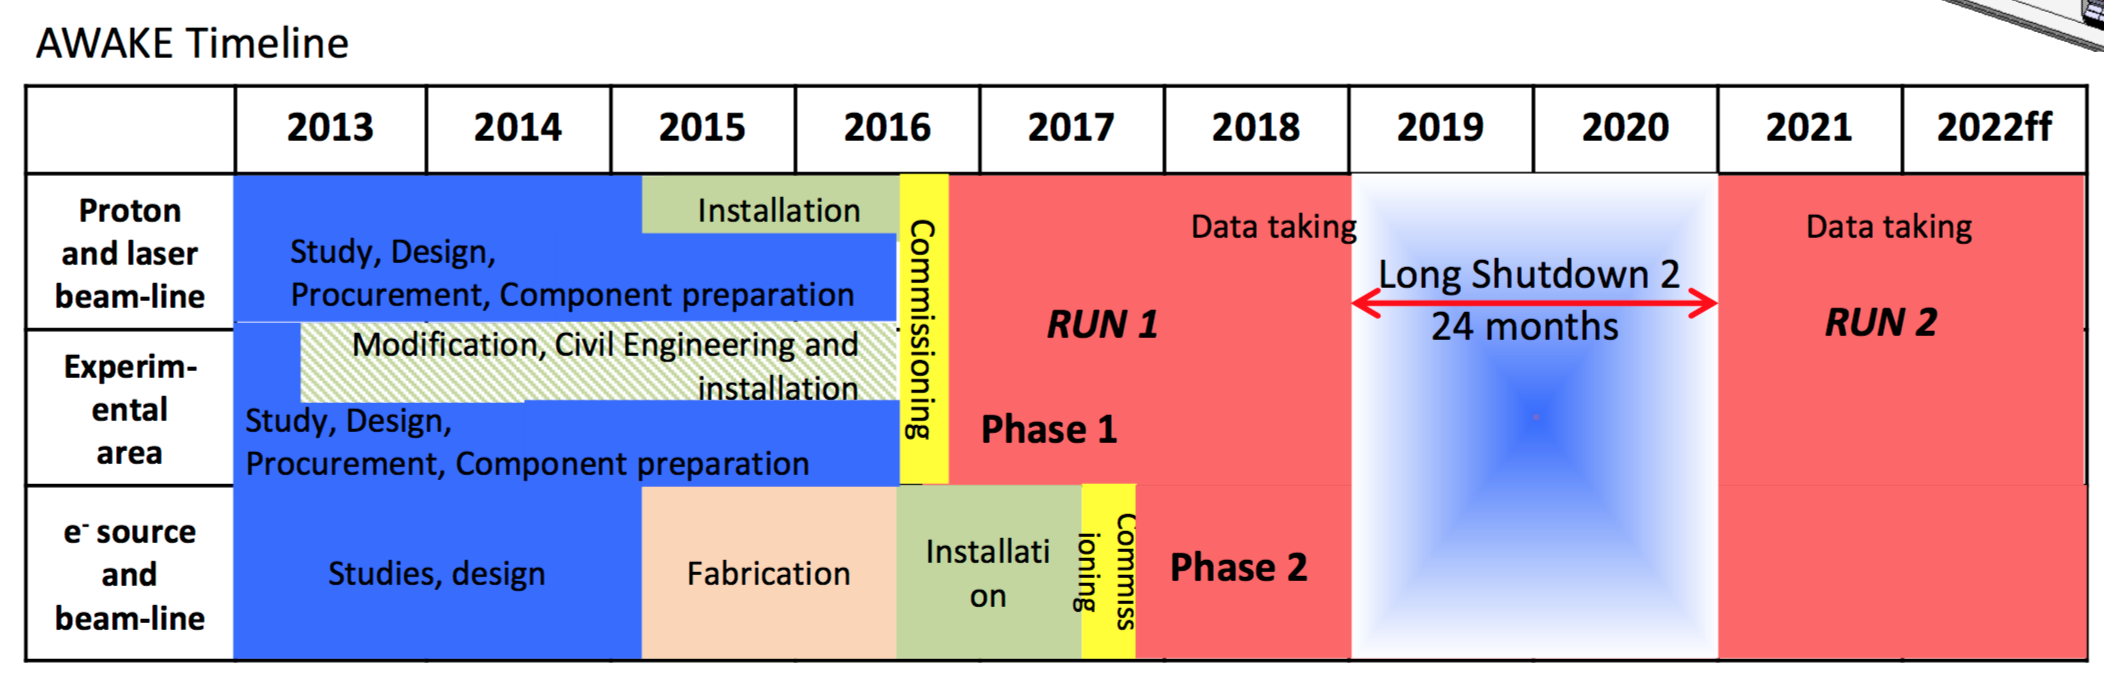 AWAKE Timeline
2013 2014 2015 2016 2017 2018 2019 2020 2021 2022ff
Proton
and laser
beam-line
Installation
Study, Design,
Procurement, Component preparation
Commissioning
Data taking
RUN 1
Phase 1
Long Shutdown 2
24 months
Data taking
RUN 2
Experim-
ental
area
Modification, Civil Engineering and
installation
Study, Design,
Procurement, Component preparation
e- source
and
beam-line
Studies, design
Fabrication
Installati
on
Commiss
ioning
Phase 2